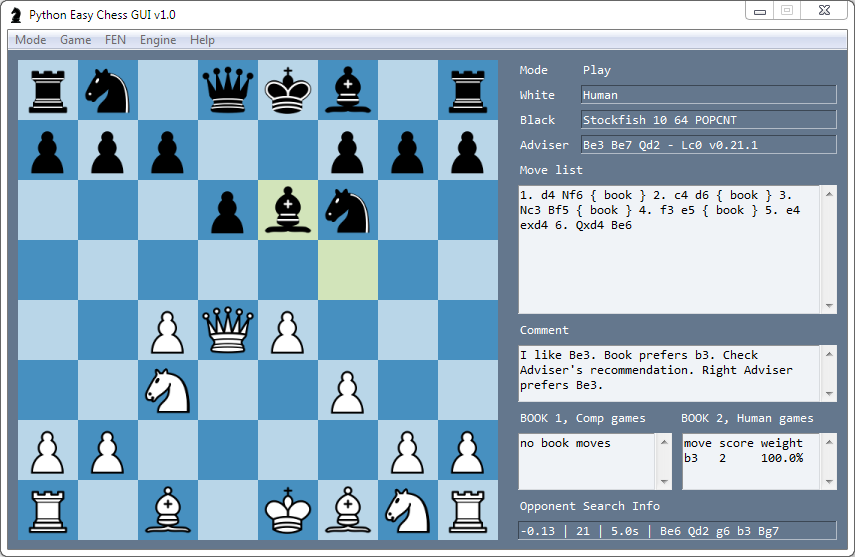 Python Easy Chess GUI v1.0
Mode Game FEN Engine Help
Mode Play
White Human
Black Stockfish 10 64 POPCNT
Adviser Be3 Be7 Qd2 - Lc0 v0.21.1
Move list
1. d4 Nf6 { book } 2. c4 d6 { book } 3.
Nc3 Bf5 { book } 4. f3 e5 { book } 5. e4
exd4 6. Qxd4 Be6
Comment
I like Be3. Book prefers b3. Check
Adviser's recommendation. Right Adviser
prefers Be3.
BOOK 1, Comp games
no book moves
BOOK 2, Human games
move score weight
b3 2 100.0%
Opponent Search Info
-0.13 | 21 | 5.0s | Be6 Qd2 g6 b3 Bg7